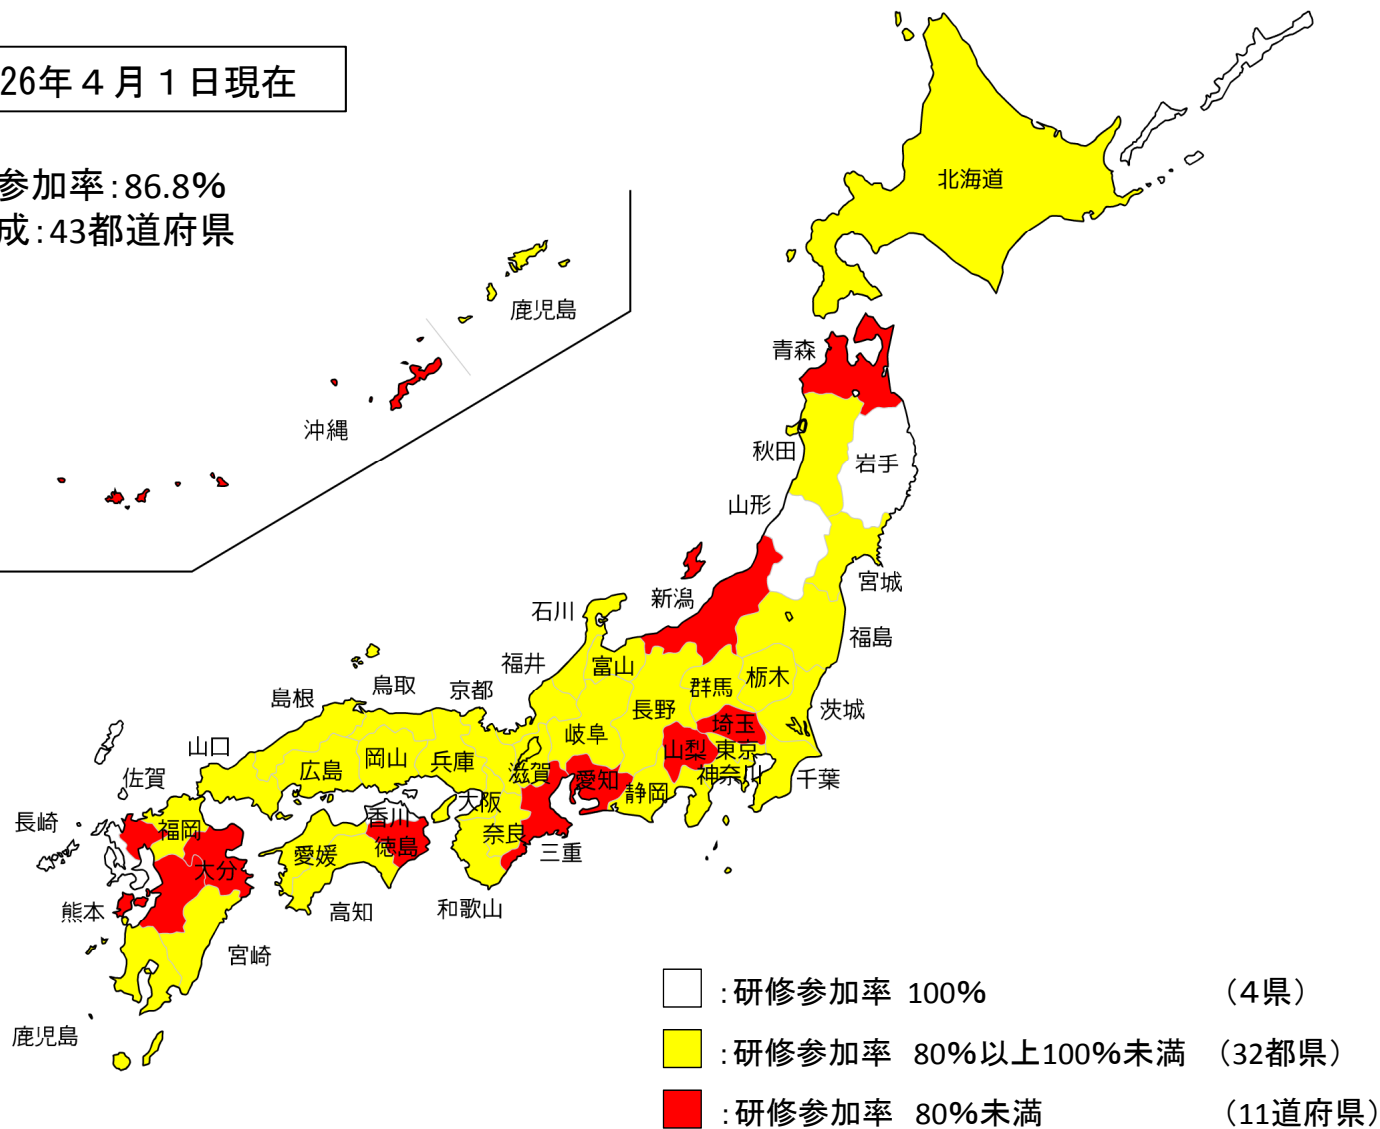 26年４月１日現在
参加率：86.8%
成：43都道府県
北海道
鹿児島
青森
沖縄
秋田
岩手
山形
宮城
新潟
石川
福島
福井
富山
群馬
栃木
鳥取
京都
島根
長野
茨城
埼玉
岐阜
山口
岡山
兵庫
山梨
東京
広島
滋賀
愛知
神奈川
千葉
佐賀
静岡
大阪
長崎
香川
福岡
奈良
徳島
三重
愛媛
大分
熊本
高知
和歌山
宮崎
鹿児島
：研修参加率 100% （４県）
：研修参加率 80%以上100%未満 （32都県）
：研修参加率 80%未満 （11道府県）